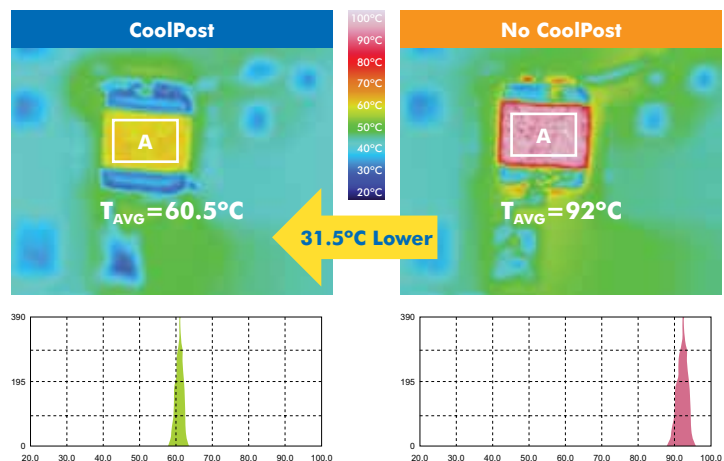 CoolPost
100°C
90°C
80°C
70°C
60°C
50°C
40°C
30°C
20°C
No CoolPost
A
A
TAVG=60.5°C
TAVG=92°C
31.5°C Lower
390
195
0
20.0 30.0 40.0 50.0 60.0 70.0 80.0 90.0 100.0
390
195
0
20.0 30.0 40.0 50.0 60.0 70.0 80.0 90.0 100.0